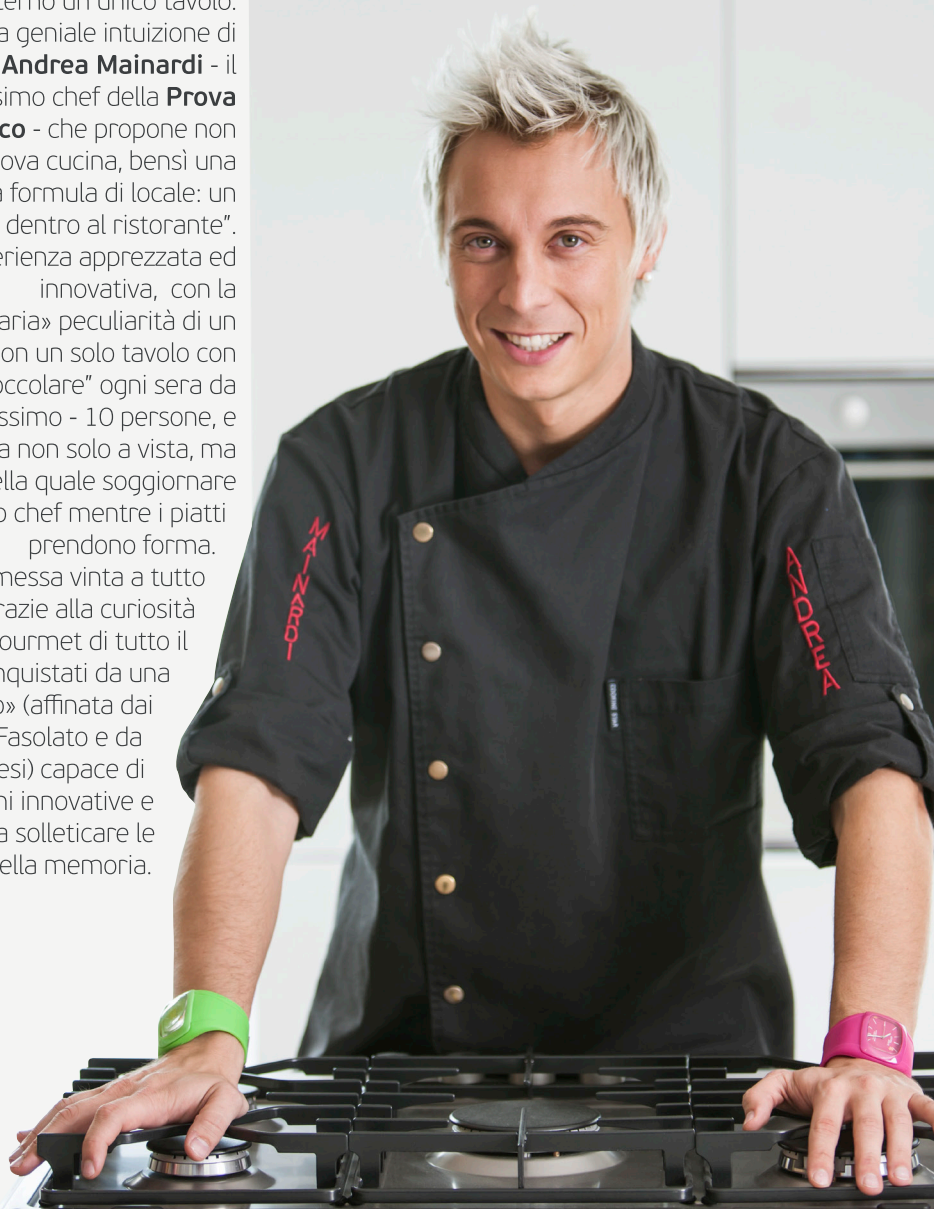 terno un unico tavolo.
a geniale intuizione di
Andrea Mainardi - il
simo chef della Prova
co - che propone non
ova cucina, bensì una
a formula di locale: un
dentro al ristorante”.
erienza apprezzata ed
innovativa, con la
aria» peculiarità di un
on un solo tavolo con
occolare” ogni sera da
ssimo - 10 persone, e
a non solo a vista, ma
ella quale soggiornare
o chef mentre i piatti
prendono forma.
messa vinta a tutto
razie alla curiosità
ourmet di tutto il
nquistati da una
o» (affinata dai
Fasolato e da
esi) capace di
ni innovative e
a solleticare le
ella memoria.
MAINARDI
ANDREA